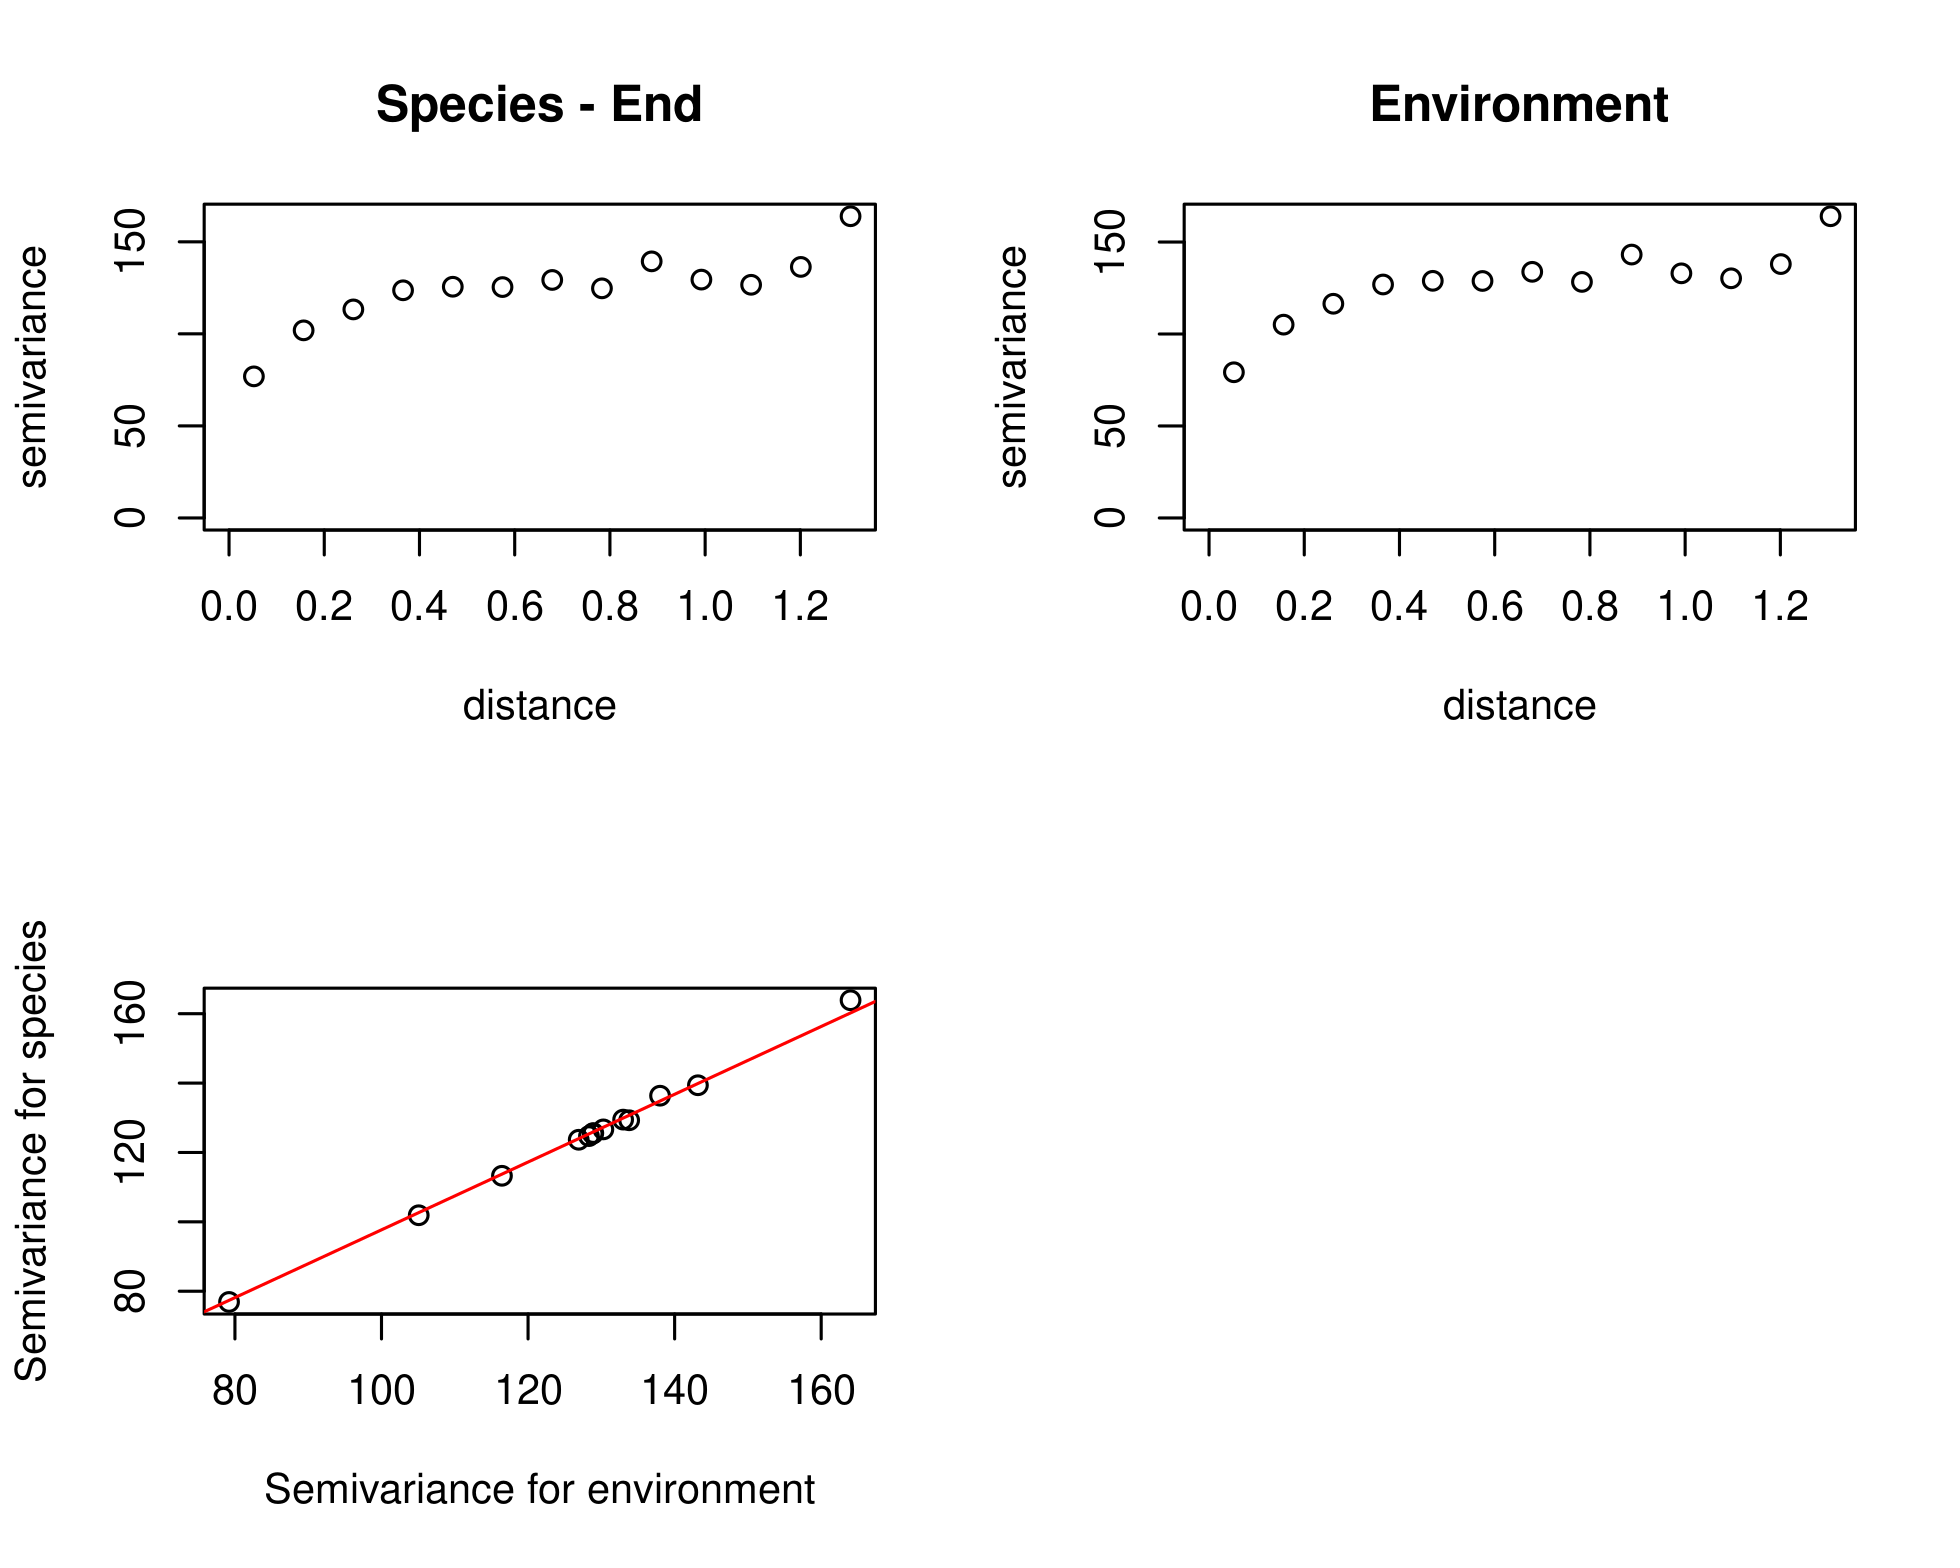 Species - End
semivariance
150
50
0
0.0 0.2 0.4 0.6 0.8 1.0 1.2
distance
Environment
semivariance
150
50
0
0.0 0.2 0.4 0.6 0.8 1.0 1.2
distance
Semivariance for species
160
120
80
80 100 120 140 160
Semivariance for environment